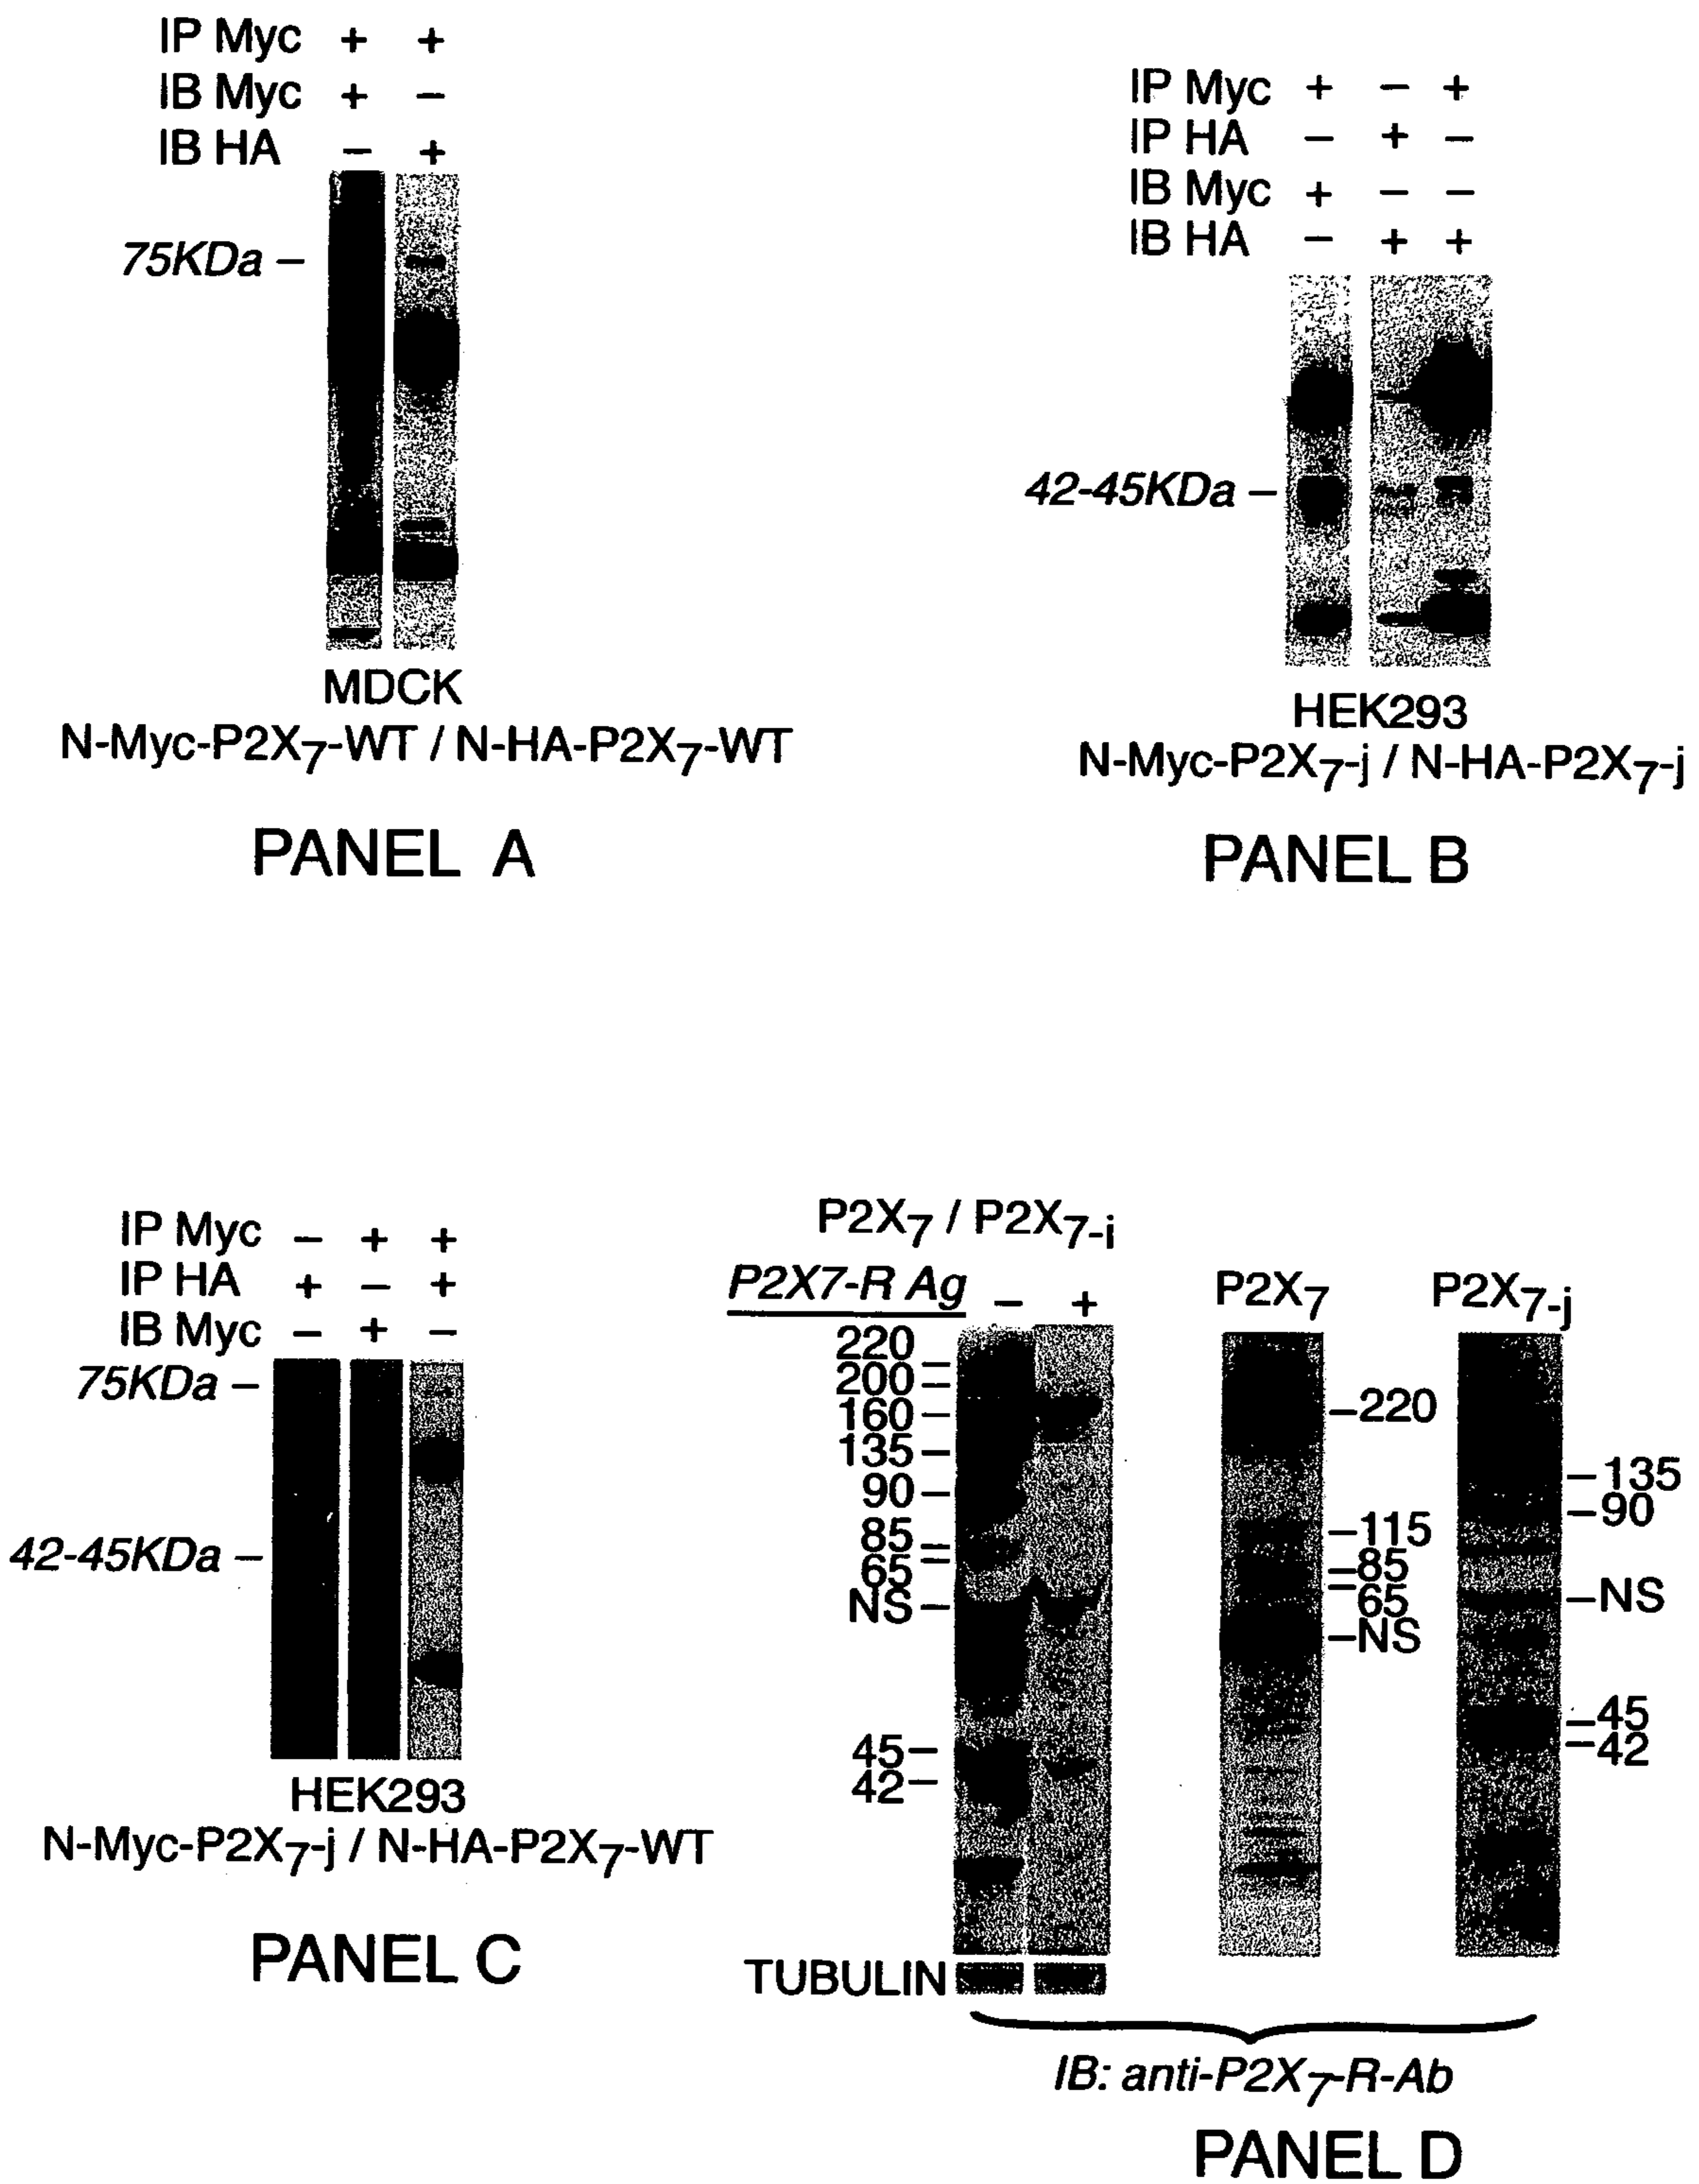 IP Myc + +
IB Myc + –
IB HA – +
75KDa –
MDCK
N-Myc-P2X7-WT / N-HA-P2X7-WT
PANEL A
IP Myc + – +
IP HA – + –
IB Myc + – –
IB HA – + +
42-45KDa –
HEK293
N-Myc-P2X7-j / N-HA-P2X7-j
PANEL B
IP Myc – + +
IP HA + – +
IB Myc – + –
75KDa –
42-45KDa –
HEK293
N-Myc-P2X7-j / N-HA-P2X7-WT
PANEL C
P2X7 / P2X7-i
P2X7-R Ag – +
220
200
160
135
90
85
65
NS
45
42
TUBULIN
P2X7
220
115
85
65
NS
P2X7-j
135
90
NS
45
42
IB: anti-P2X7-R-Ab
PANEL D